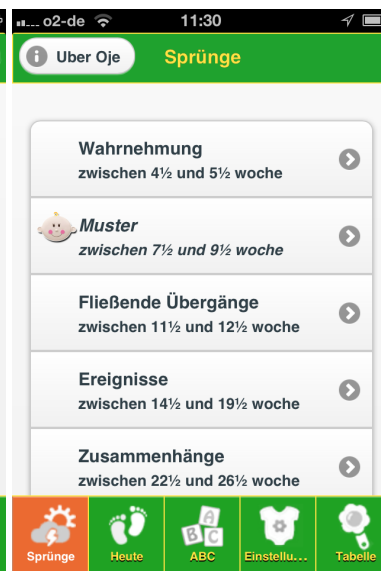 o2-de 11:30
Uber Oje
Sprünge
Wahrnehmung
zwischen 4½ und 5½ woche
Muster
zwischen 7½ und 9½ woche
Fließende Übergänge
zwischen 11½ und 12½ woche
Ereignisse
zwischen 14½ und 19½ woche
Zusammenhänge
zwischen 22½ und 26½ woche
A
B C
Sprünge Heute ABC Einstellu... Tabelle